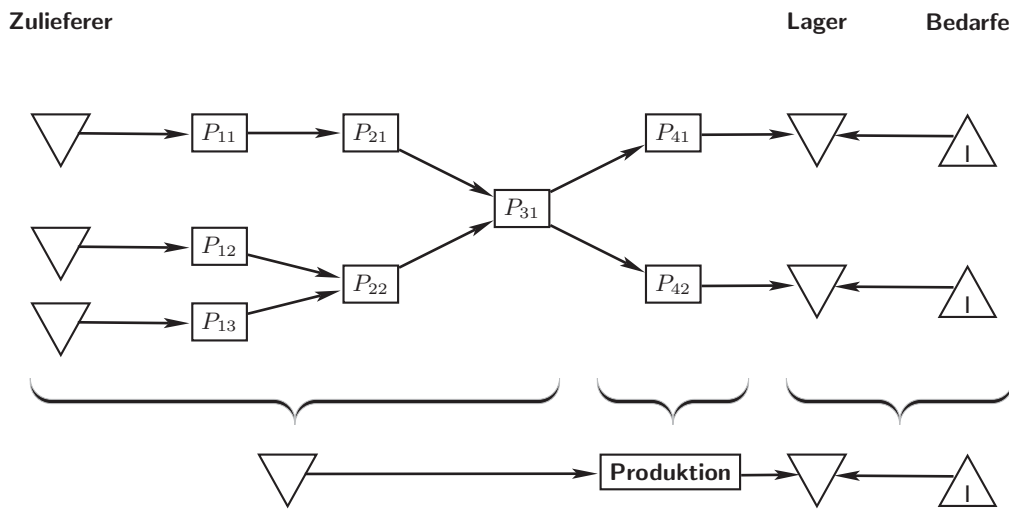 Zulieferer Lager Bedarfe
P₁₁ P₂₁ P₄₁
I
P₃₁
P₁₂
P₂₂ P₄₂
I
P₁₃
Produktion
I